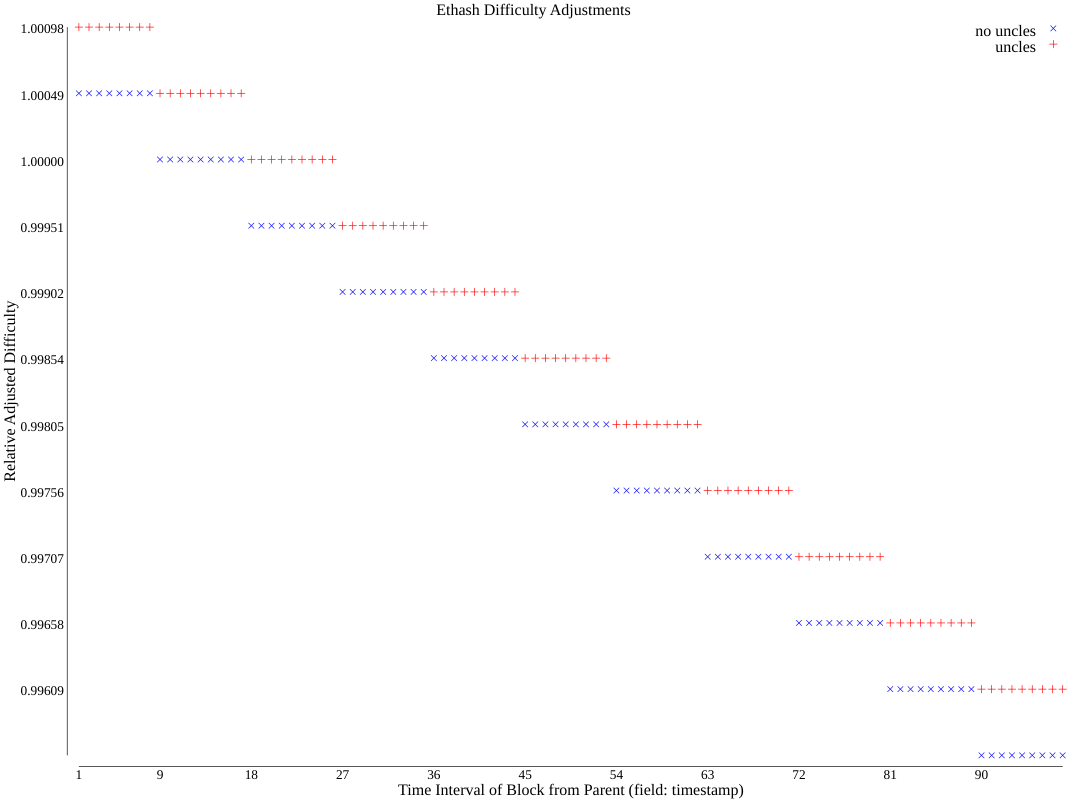 Ethash Difficulty Adjustments
no uncles
uncles
1.00098
1.00049
1.00000
0.99951
0.99902
0.99854
0.99805
0.99756
0.99707
0.99658
0.99609
Relative Adjusted Difficulty
1 9 18 27 36 45 54 63 72 81 90
Time Interval of Block from Parent (field: timestamp)